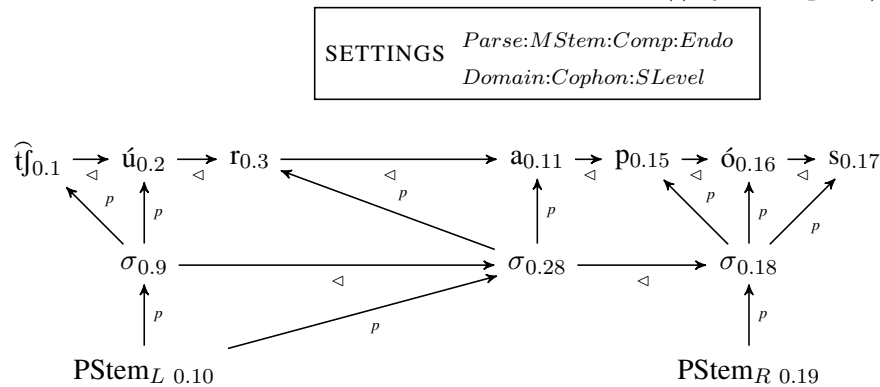 SETTINGS Parse:MStem:Comp:Endo
Domain:Cophon:SLevel
t͡ʃ0.1 ú0.2 r0.3 a0.11 p0.15 ó0.16 s0.17
◁ ◁ ◁ ◁ ◁ ◁
p p p p p p p
σ0.9 σ0.28 σ0.18
◁ ◁
p p p
PStemL 0.10 PStemR 0.19